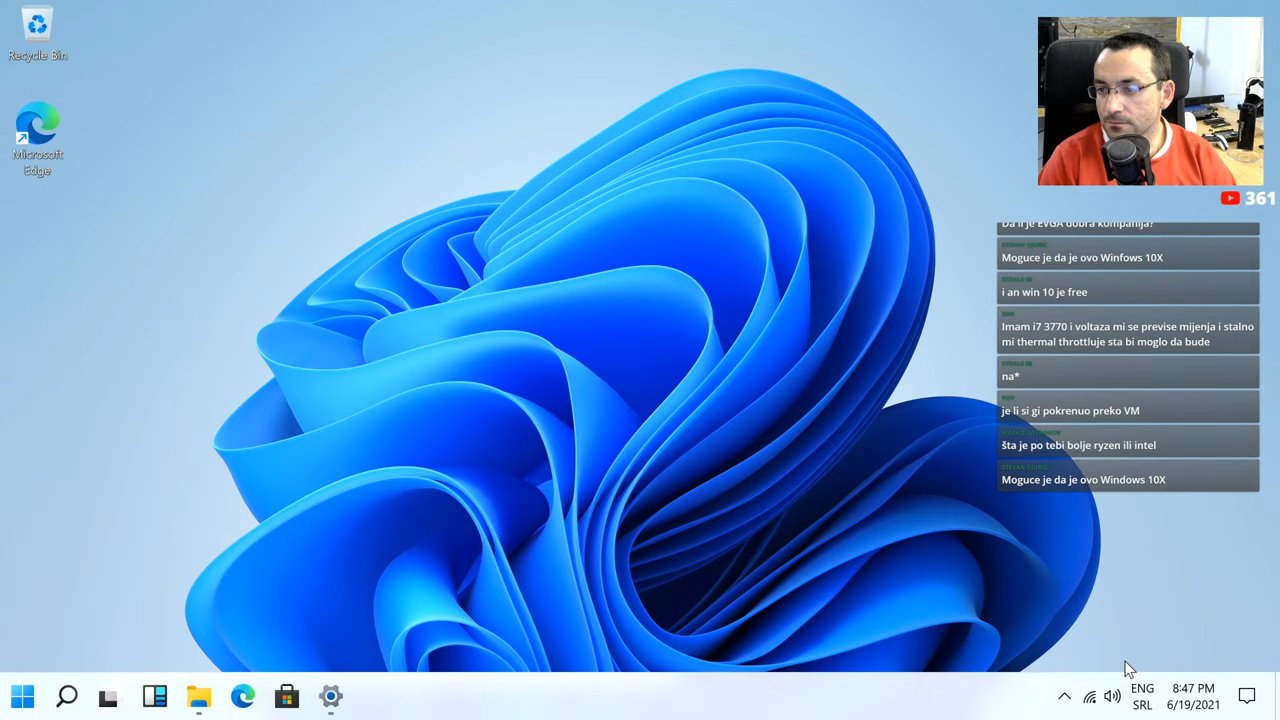 Recycle Bin
Microsoft
Edge
361
Da li je EVGA dobra kompanija?
Moguce je da je ovo Winfows 10X
i an win 10 je free
Imam i7 3770 i voltaza mi se previse mijenja i stalno
mi thermal throttluje sta bi moglo da bude
na*
je li si gi pokrenuo preko VM
šta je po tebi bolje ryzen ili intel
STEVAN DJURIC
Moguce je da je ovo Windows 10X
ENG
SRL
8:47 PM
6/19/2021